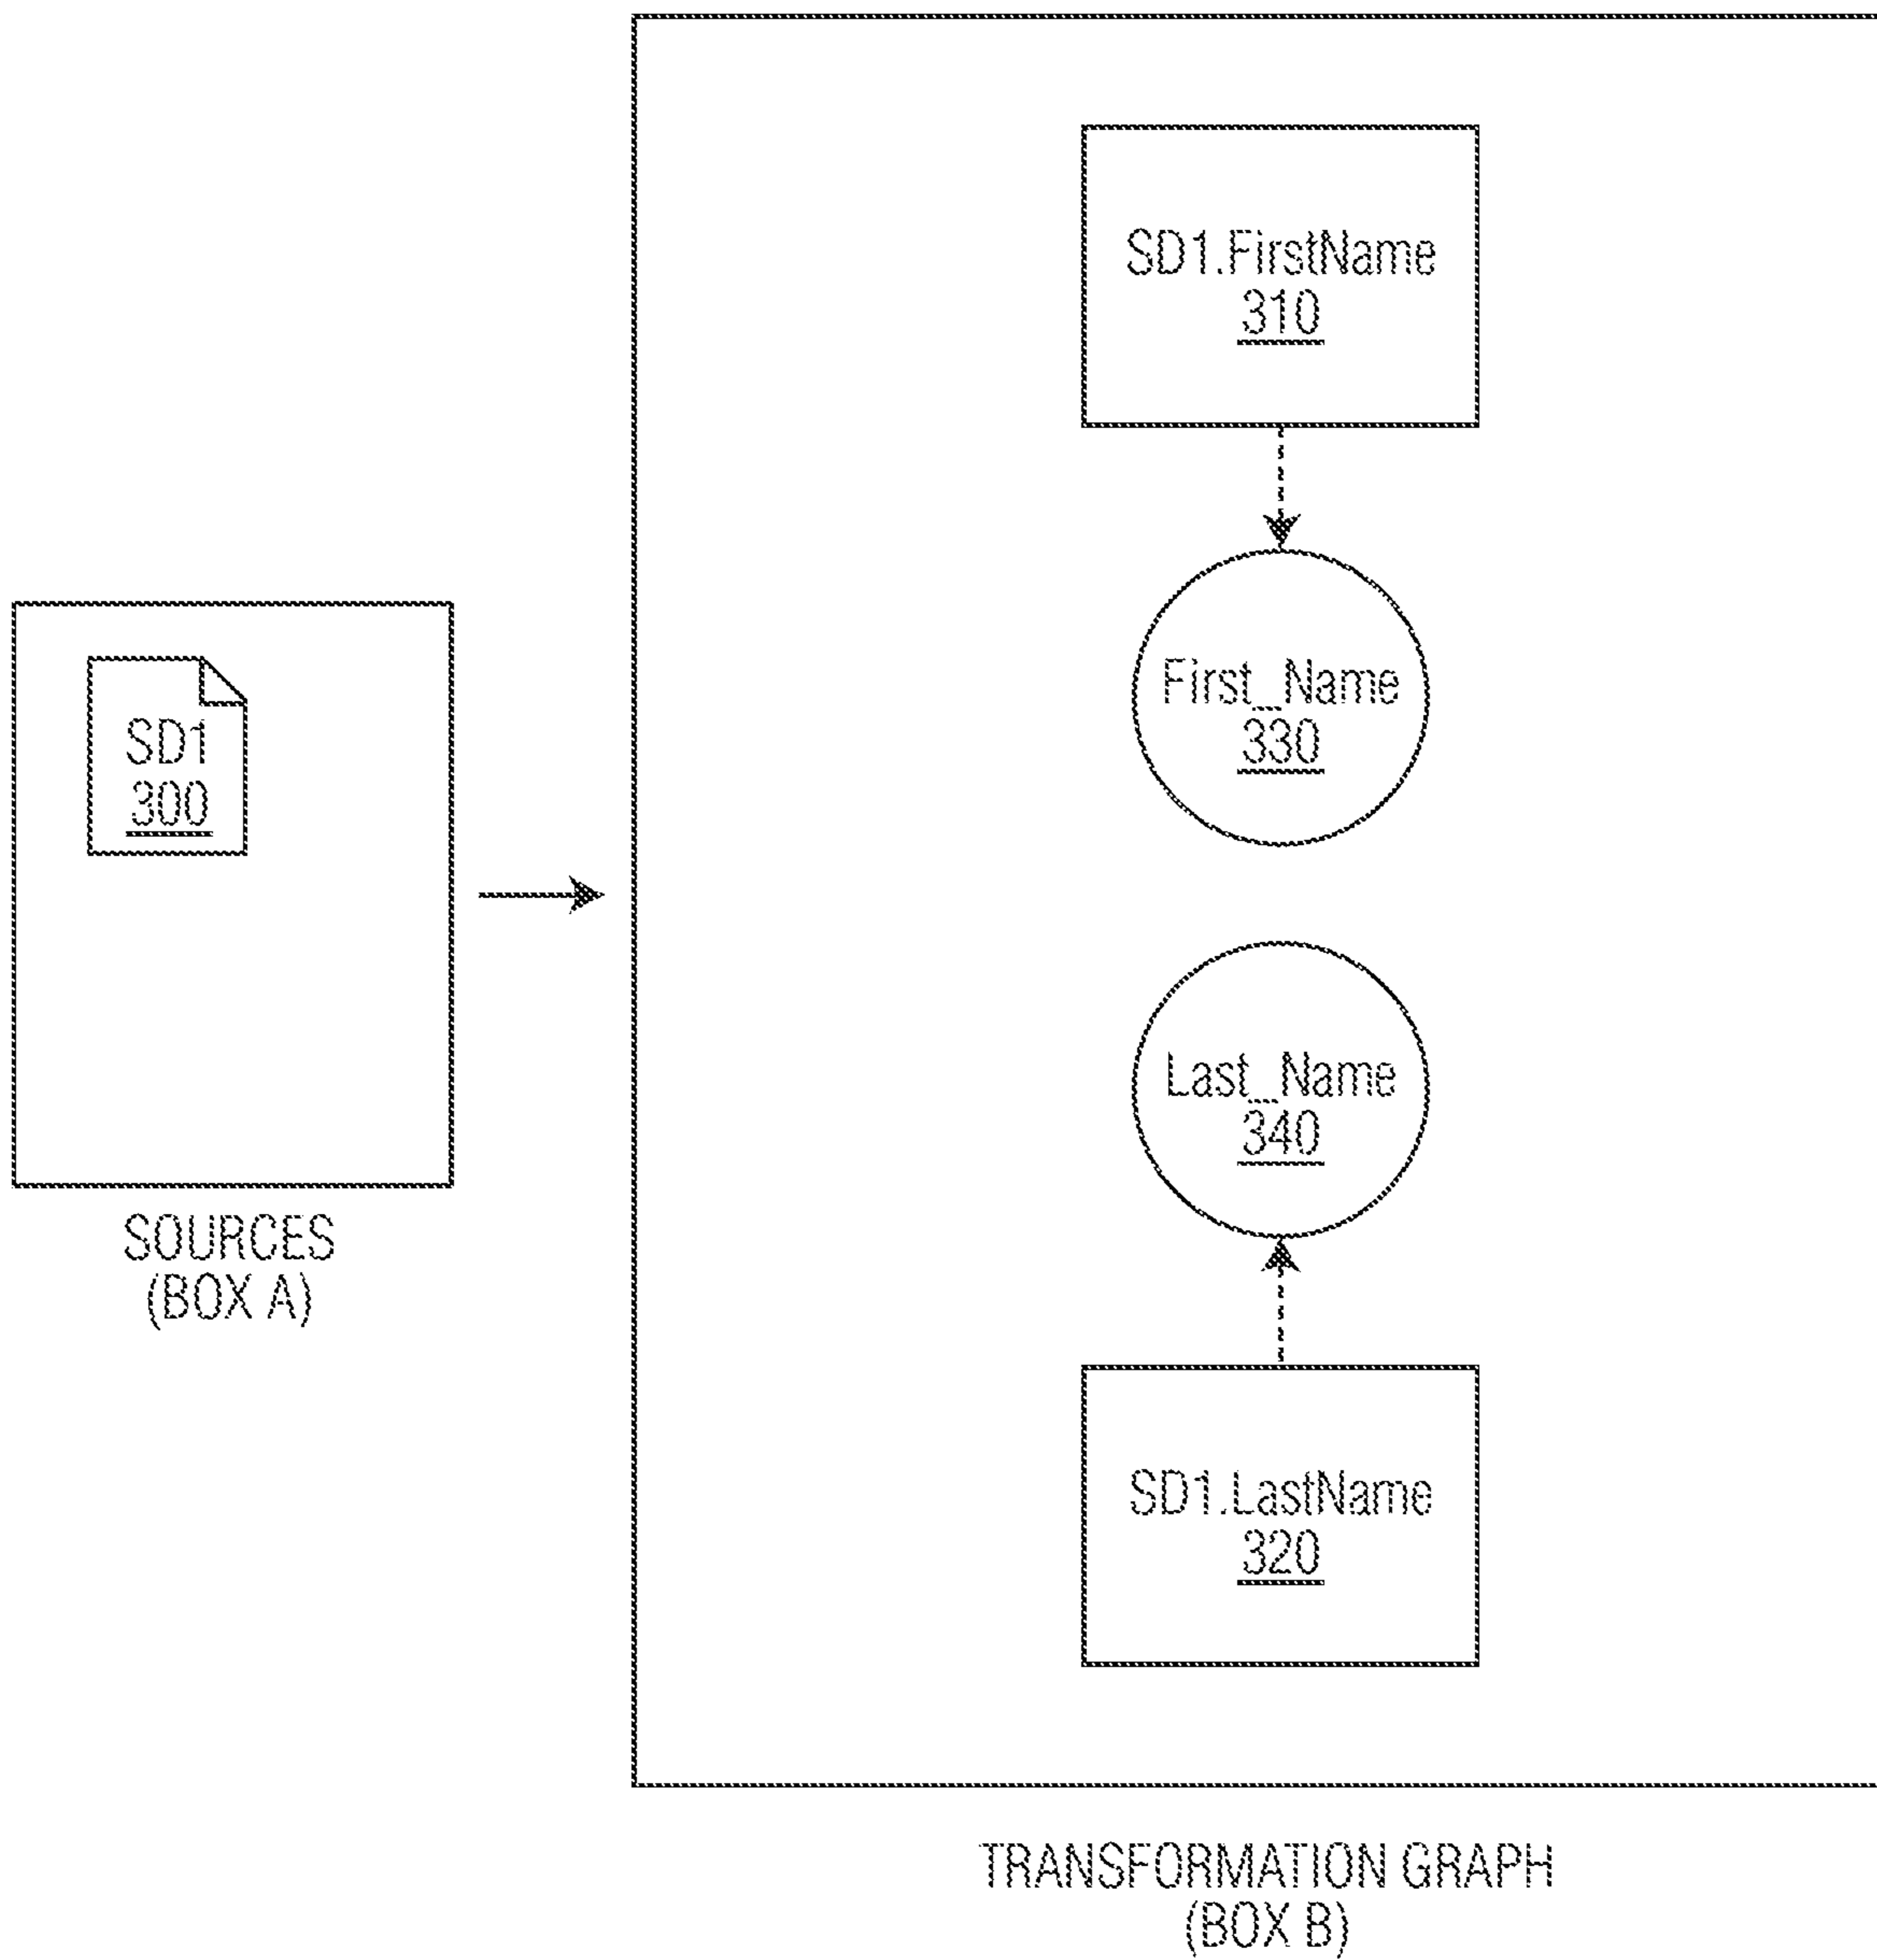 SD1
300
SOURCES
(BOX A)
SD1.FirstName
310
First_Name
330
Last_Name
340
SD1.LastName
320
TRANSFORMATION GRAPH
(BOX B)